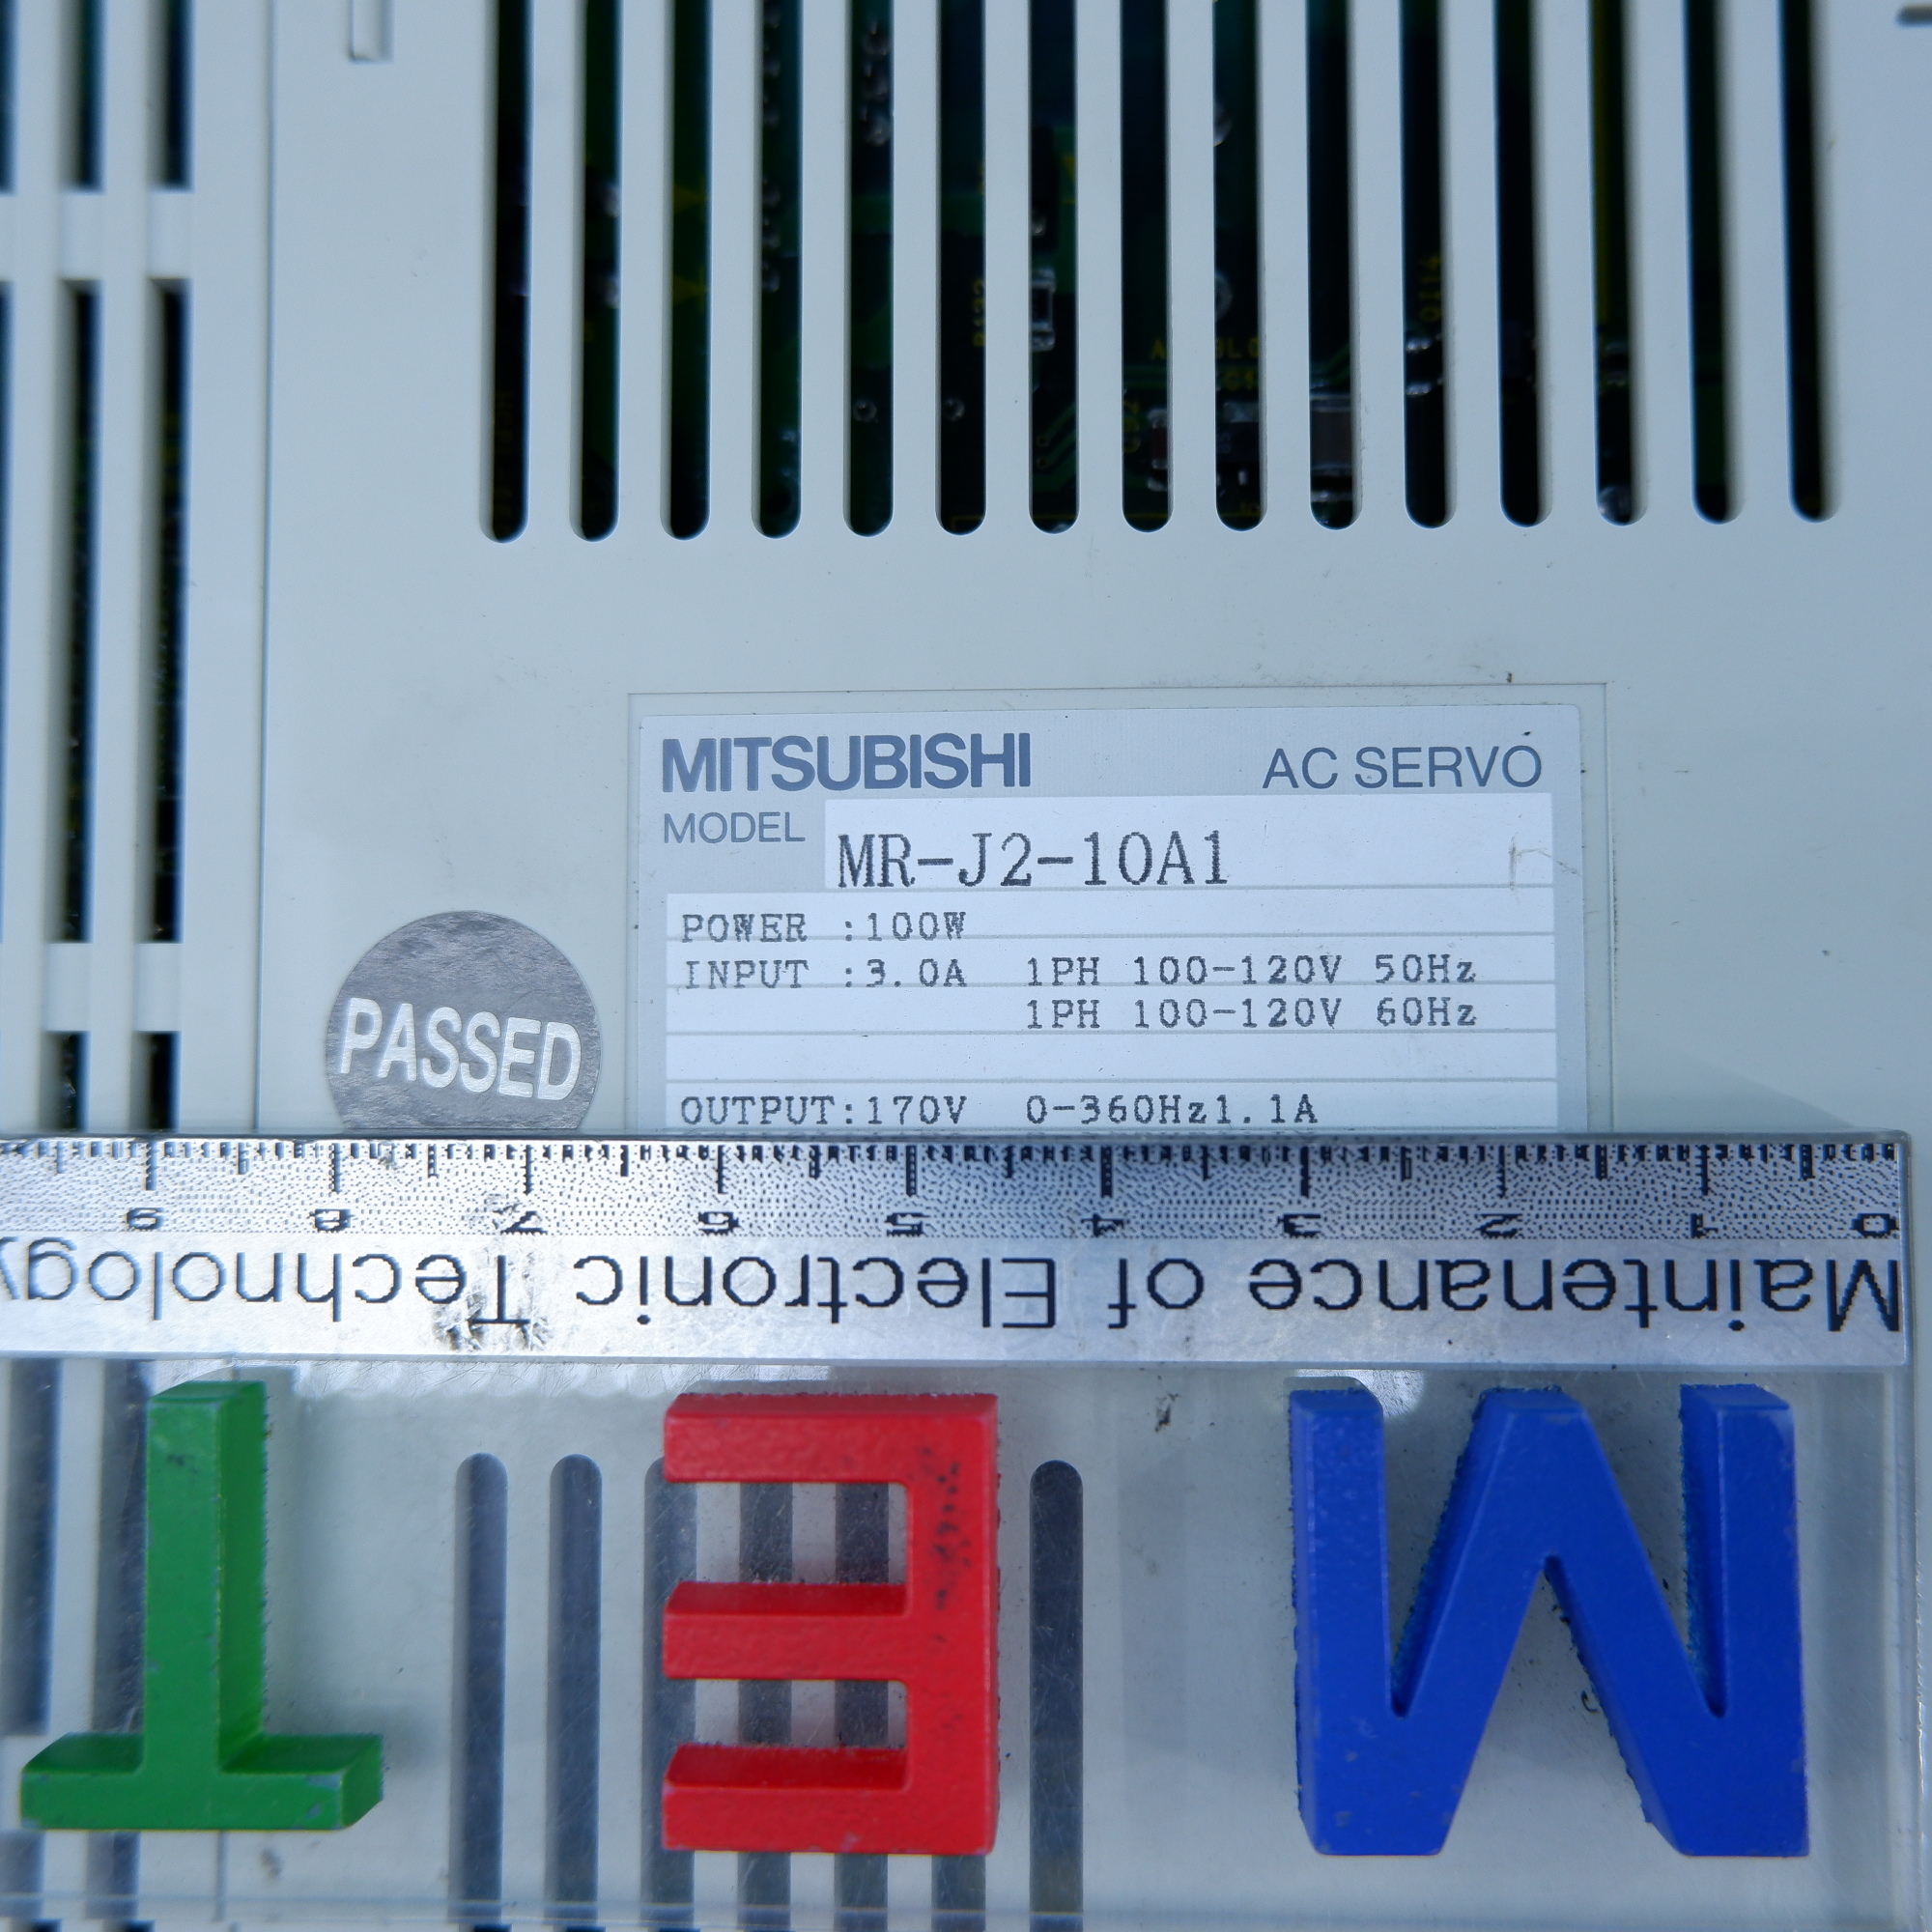 MITSUBISHI AC SERVO
MODEL MR-J2-10A1
POWER :100W
INPUT :3.0A 1PH 100-120V 50Hz
1PH 100-120V 60Hz
OUTPUT:170V 0-360Hz1.1A
PASSED
0 1 2 3 4 5 6 7 8 9
Maintenance of Electronic Technology
MET